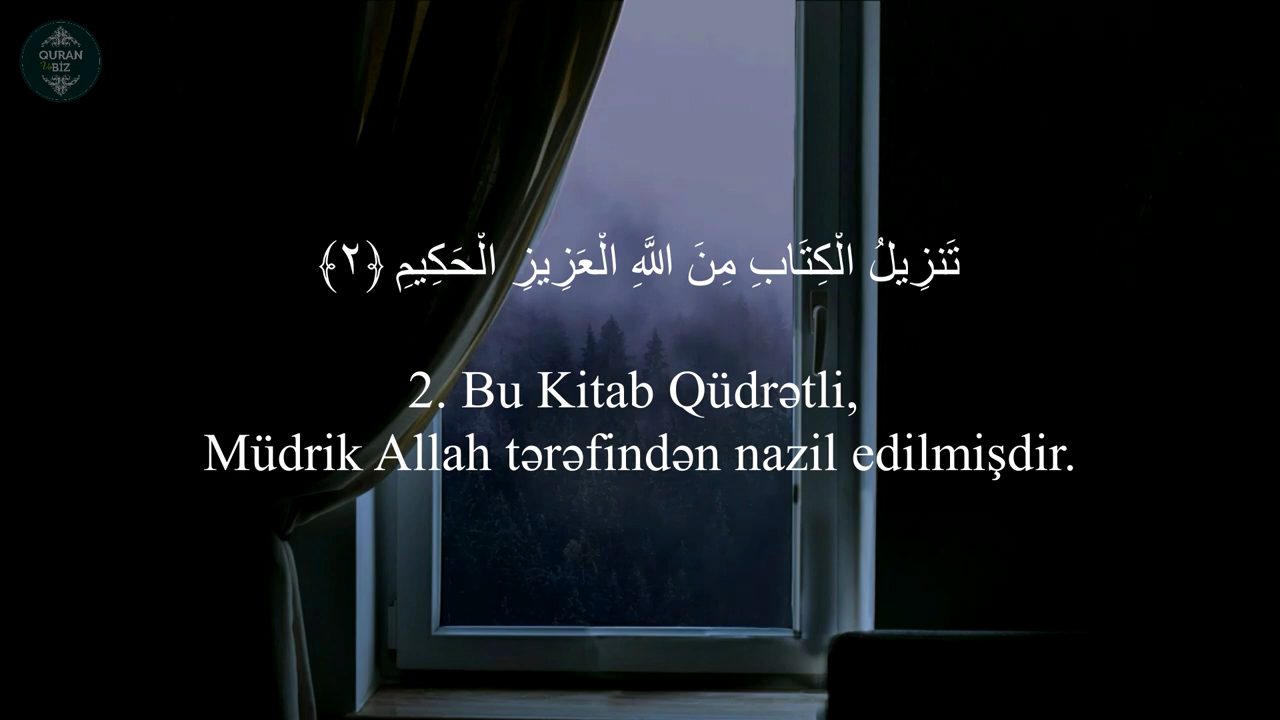 QURAN
Və
BİZ
تَنزِيلُ الْكِتَابِ مِنَ اللَّهِ الْعَزِيزِ الْحَكِيمِ ﴿٢﴾
2. Bu Kitab Qüdrətli,
Müdrik Allah tərəfindən nazil edilmişdir.